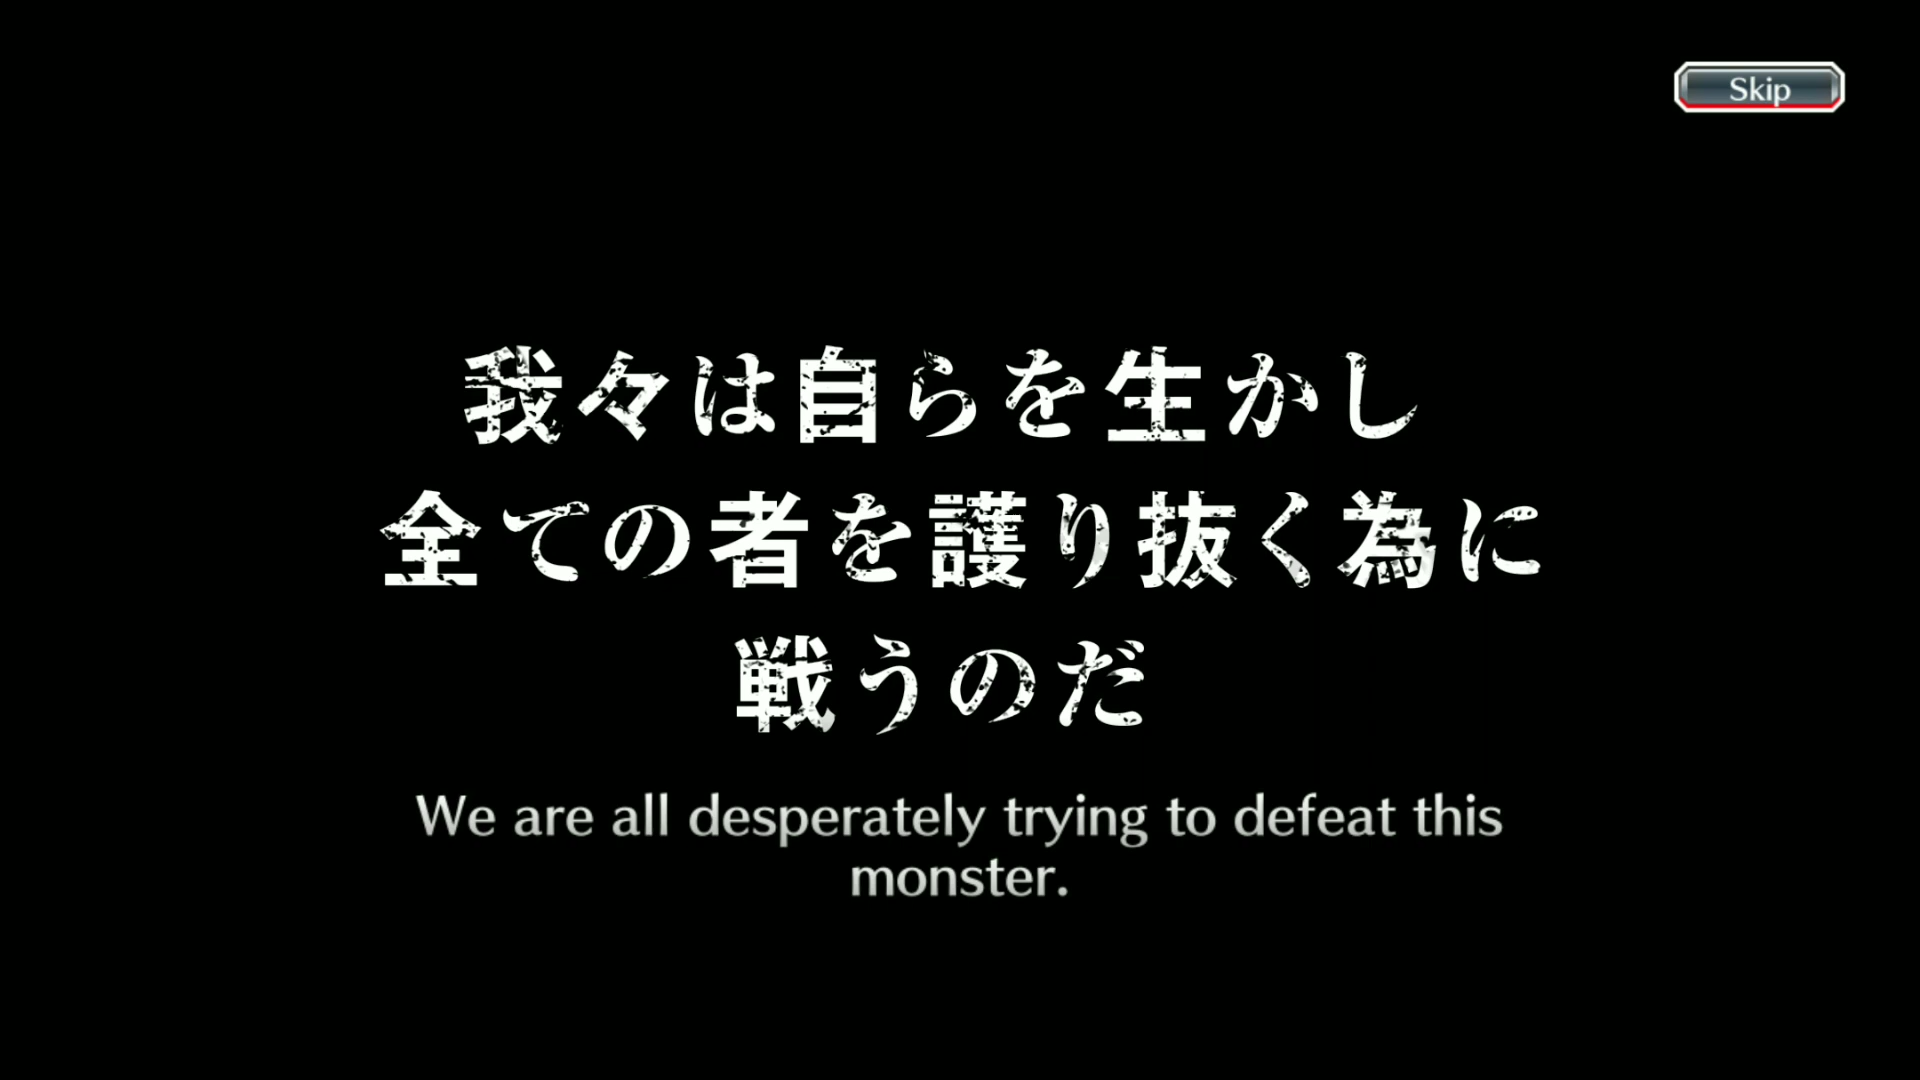 Skip
我々は自らを生かし
全ての者を護り抜く為に
戦うのだ
We are all desperately trying to defeat this
monster.